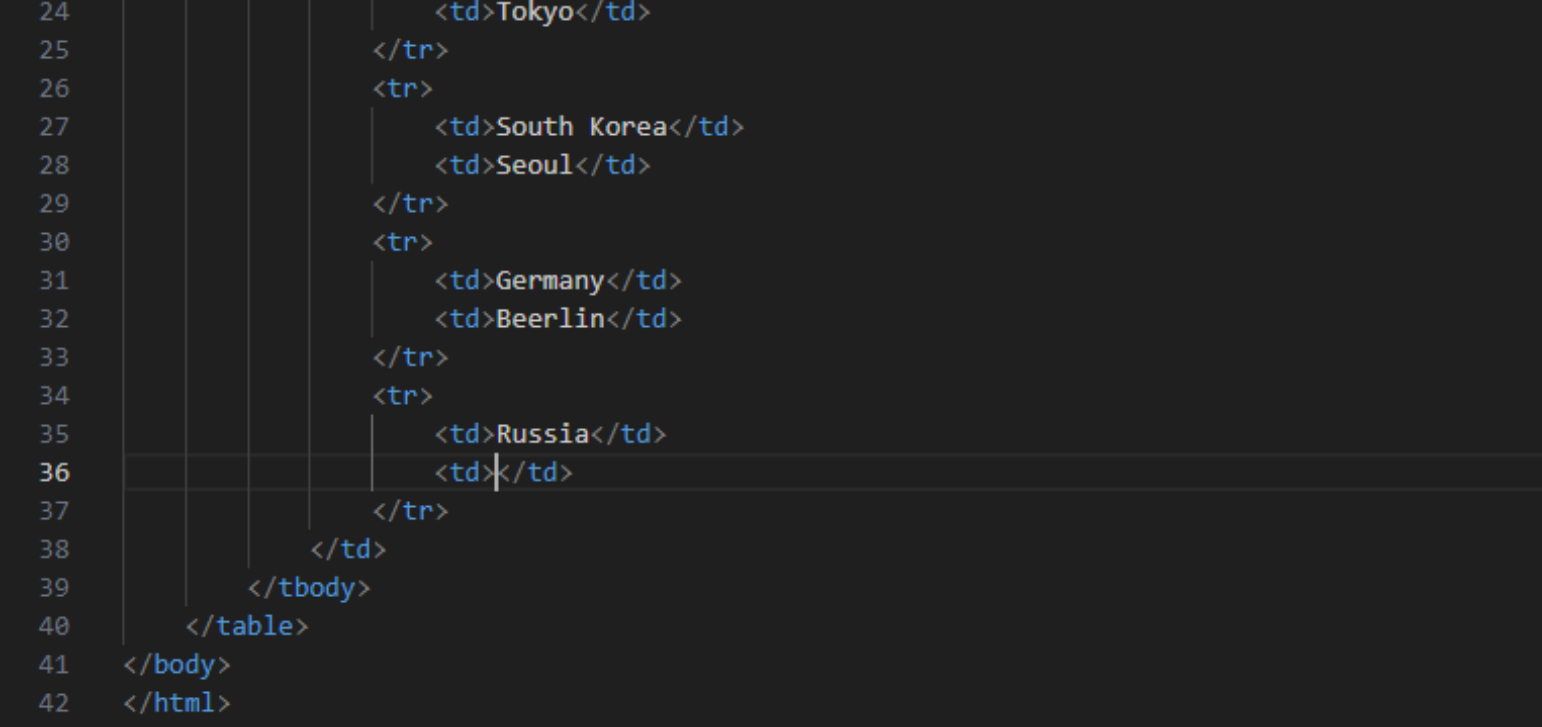 24 <td>Tokyo</td>
25 </tr>
26 <tr>
27 <td>South Korea</td>
28 <td>Seoul</td>
29 </tr>
30 <tr>
31 <td>Germany</td>
32 <td>Beerlin</td>
33 </tr>
34 <tr>
35 <td>Russia</td>
36 <td></td>
37 </tr>
38 </td>
39 </tbody>
40 </table>
41 </body>
42 </html>